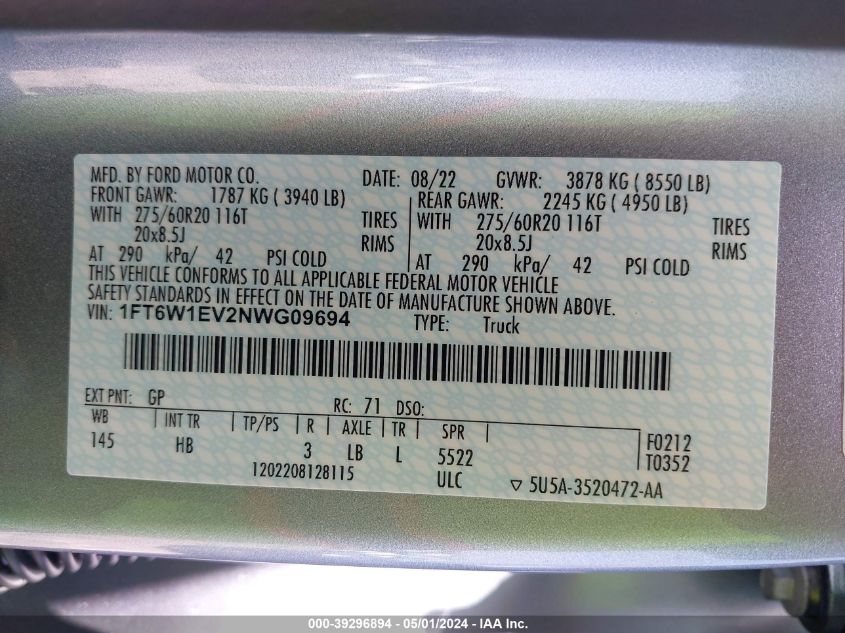 MFD. BY FORD MOTOR CO. DATE: 08/22 GVWR: 3878 KG ( 8550 LB)
FRONT GAWR: 1787 KG ( 3940 LB) REAR GAWR: 2245 KG ( 4950 LB)
WITH 275/60R20 116T TIRES WITH 275/60R20 116T TIRES
20x8.5J RIMS 20x8.5J RIMS
AT 290 kPa/ 42 PSI COLD AT 290 kPa/ 42 PSI COLD
THIS VEHICLE CONFORMS TO ALL APPLICABLE FEDERAL MOTOR VEHICLE
SAFETY STANDARDS IN EFFECT ON THE DATE OF MANUFACTURE SHOWN ABOVE.
VIN: 1FT6W1EV2NWG09694 TYPE: Truck
EXT PNT: GP RC: 71 DSO:
WB INT TR TP/PS R AXLE TR SPR
145 HB 3 LB L 5522
F0212
T0352
1202208128115 ULC ▽ 5U5A-3520472-AA
000-39296894 - 05/01/2024 - IAA Inc.